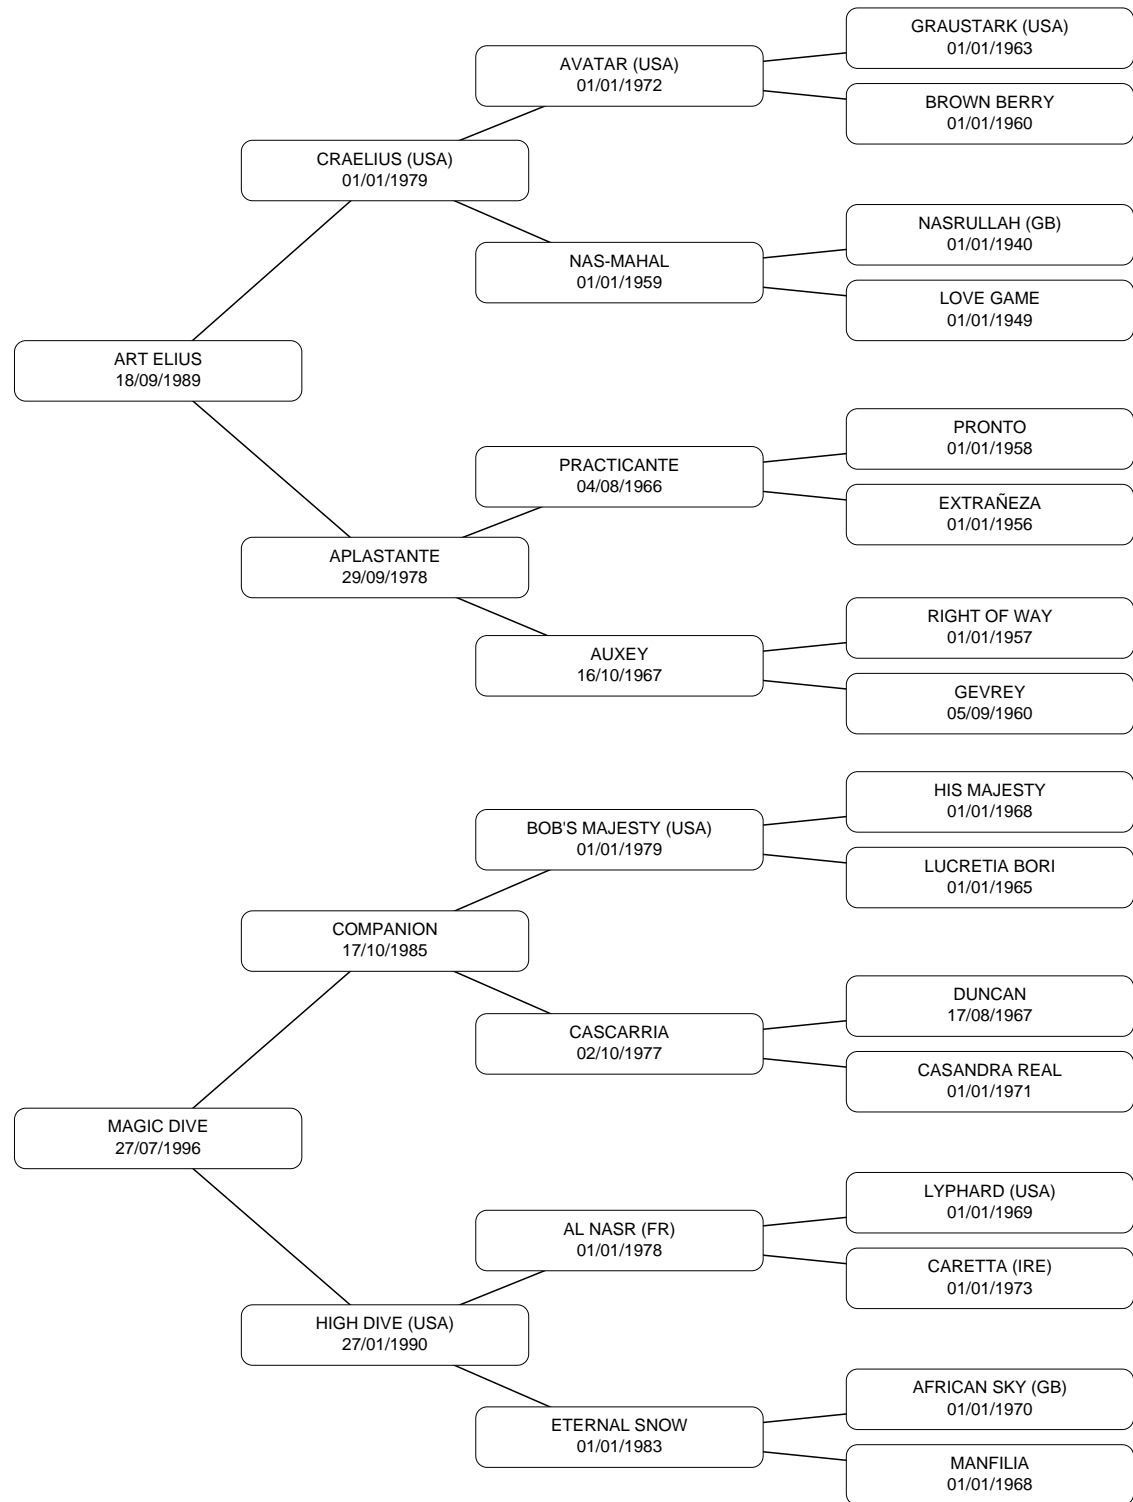 GRAUSTARK (USA)
01/01/1963
AVATAR (USA)
01/01/1972
BROWN BERRY
01/01/1960
CRAELIUS (USA)
01/01/1979
NASRULLAH (GB)
01/01/1940
NAS-MAHAL
01/01/1959
LOVE GAME
01/01/1949
ART ELIUS
18/09/1989
PRONTO
01/01/1958
PRACTICANTE
04/08/1966
EXTRAÑEZA
01/01/1956
APLASTANTE
29/09/1978
RIGHT OF WAY
01/01/1957
AUXEY
16/10/1967
GEVREY
05/09/1960
HIS MAJESTY
01/01/1968
BOB'S MAJESTY (USA)
01/01/1979
LUCRETIA BORI
01/01/1965
COMPANION
17/10/1985
DUNCAN
17/08/1967
CASCARRIA
02/10/1977
CASANDRA REAL
01/01/1971
MAGIC DIVE
27/07/1996
LYPHARD (USA)
01/01/1969
AL NASR (FR)
01/01/1978
CARETTA (IRE)
01/01/1973
HIGH DIVE (USA)
27/01/1990
AFRICAN SKY (GB)
01/01/1970
ETERNAL SNOW
01/01/1983
MANFILIA
01/01/1968